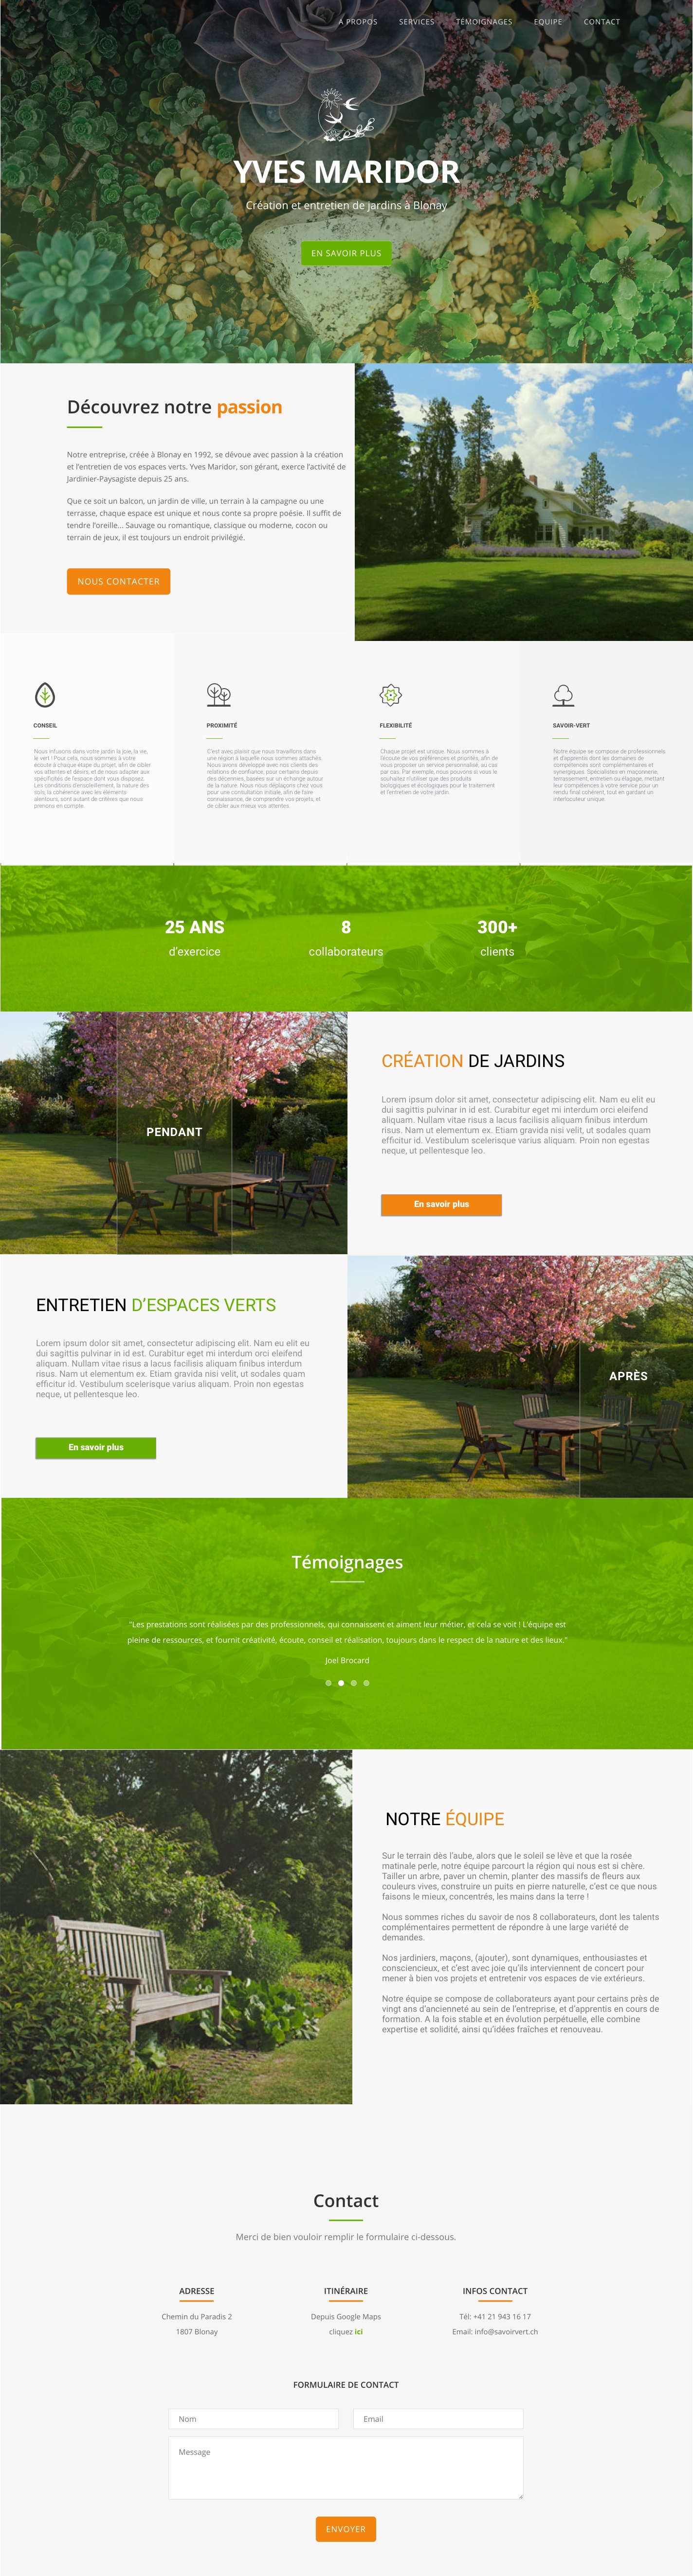 A PROPOS SERVICES TÉMOIGNAGES EQUIPE CONTACT
YVES MARIDOR
Création et entretien de jardins à Blonay
EN SAVOIR PLUS
Découvrez notre passion
Notre entreprise, créée à Blonay en 1992, se dévoue avec passion à la création
et l'entretien de vos espaces verts. Yves Maridor, son gérant, exerce l'activité de
Jardinier-Paysagiste depuis 25 ans.
Que ce soit un balcon, un jardin de ville, un terrain à la campagne ou une
terrasse, chaque espace est unique et nous conte sa propre poésie. Il suffit de
tendre l'oreille... Sauvage ou romantique, classique ou moderne, cocon ou
terrain de jeux, il est toujours un endroit privilégié.
NOUS CONTACTER
CONSEIL
Nous infusons dans votre jardin la joie, la vie,
le vert ! Pour cela, nous sommes à votre
écoute à chaque étape du projet, afin de cibler
vos attentes et désirs, et de nous adapter aux
spécificités de l'espace dont vous disposez.
Les conditions d'ensoleillement, la nature des
sols, la cohérence avec les éléments
alentours, sont autant de critères que nous
prenons en compte.
PROXIMITÉ
C'est avec plaisir que nous travaillons dans
une région à laquelle nous sommes attachés.
Nous avons développé avec nos clients des
relations de confiance, pour certains depuis
des décennies, basées sur un échange autour
de la nature. Nous nous déplaçons chez vous
pour une consultation initiale, afin de faire
connaissance, de comprendre vos projets, et
de cibler aux mieux vos attentes.
FLEXIBILITÉ
Chaque projet est unique. Nous sommes à
l'écoute de vos préférences et priorités, afin de
vous proposer un service personnalisé, au cas
par cas. Par exemple, nous pouvons si vous le
souhaitez n'utiliser que des produits
biologiques et écologiques pour le traitement
et l'entretien de votre jardin.
SAVOIR-VERT
Notre équipe se compose de professionnels
et d'apprentis dont les domaines de
compétences sont complémentaires et
synergiques. Spécialistes en maçonnerie,
terrassement, entretien ou élagage, mettant
leur compétences à votre service pour un
rendu final cohérent, tout en gardant un
interlocuteur unique.
25 ANS
d'exercice
8
collaborateurs
300+
clients
PENDANT
CRÉATION DE JARDINS
Lorem ipsum dolor sit amet, consectetur adipiscing elit. Nam eu elit eu
dui sagittis pulvinar in id est. Curabitur eget mi interdum orci eleifend
aliquam. Nullam vitae risus a lacus facilisis aliquam finibus interdum
risus. Nam ut elementum ex. Etiam gravida nisi velit, ut sodales quam
efficitur id. Vestibulum scelerisque varius aliquam. Proin non egestas
neque, ut pellentesque leo.
En savoir plus
ENTRETIEN D'ESPACES VERTS
Lorem ipsum dolor sit amet, consectetur adipiscing elit. Nam eu elit eu
dui sagittis pulvinar in id est. Curabitur eget mi interdum orci eleifend
aliquam. Nullam vitae risus a lacus facilisis aliquam finibus interdum
risus. Nam ut elementum ex. Etiam gravida nisi velit, ut sodales quam
efficitur id. Vestibulum scelerisque varius aliquam. Proin non egestas
neque, ut pellentesque leo.
En savoir plus
APRÈS
Témoignages
"Les prestations sont réalisées par des professionnels, qui connaissent et aiment leur métier, et cela se voit ! L'équipe est
pleine de ressources, et fournit créativité, écoute, conseil et réalisation, toujours dans le respect de la nature et des lieux."
Joel Brocard
NOTRE ÉQUIPE
Sur le terrain dès l'aube, alors que le soleil se lève et que la rosée
matinale perle, notre équipe parcourt la région qui nous est si chère.
Tailler un arbre, paver un chemin, planter des massifs de fleurs aux
couleurs vives, construire un puits en pierre naturelle, c'est ce que nous
faisons le mieux, concentrés, les mains dans la terre !
Nous sommes riches du savoir de nos 8 collaborateurs, dont les talents
complémentaires permettent de répondre à une large variété de
demandes.
Nos jardiniers, maçons, (ajouter), sont dynamiques, enthousiastes et
consciencieux, et c'est avec joie qu'ils interviennent de concert pour
mener à bien vos projets et entretenir vos espaces de vie extérieurs.
Notre équipe se compose de collaborateurs ayant pour certains près de
vingt ans d'ancienneté au sein de l'entreprise, et d'apprentis en cours de
formation. A la fois stable et en évolution perpétuelle, elle combine
expertise et solidité, ainsi qu'idées fraîches et renouveau.
Contact
Merci de bien vouloir remplir le formulaire ci-dessous.
ADRESSE
Chemin du Paradis 2
1807 Blonay
ITINÉRAIRE
Depuis Google Maps
cliquez ici
INFOS CONTACT
Tél: +41 21 943 16 17
Email: info@savoirvert.ch
FORMULAIRE DE CONTACT
Nom
Email
Message
ENVOYER